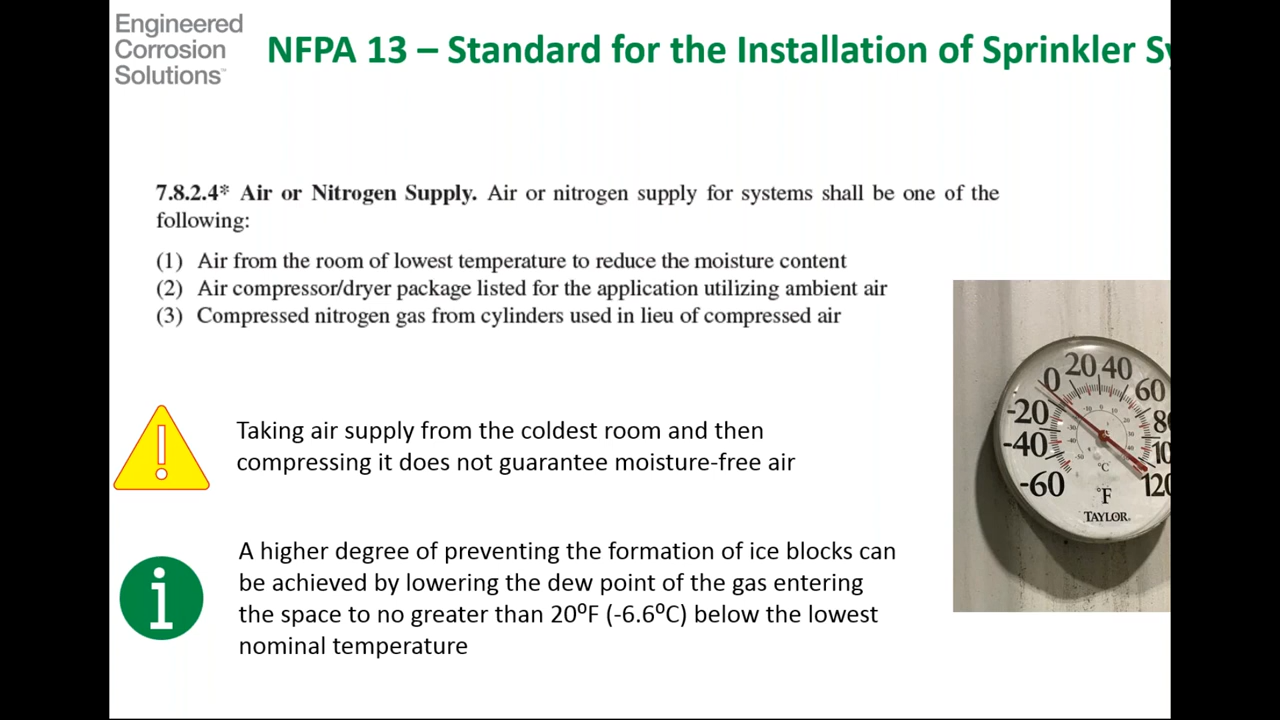 Engineered
Corrosion
Solutions™
NFPA 13 – Standard for the Installation of Sprinkler Sy
7.8.2.4* Air or Nitrogen Supply. Air or nitrogen supply for systems shall be one of the
following:
(1) Air from the room of lowest temperature to reduce the moisture content
(2) Air compressor/dryer package listed for the application utilizing ambient air
(3) Compressed nitrogen gas from cylinders used in lieu of compressed air
Taking air supply from the coldest room and then
compressing it does not guarantee moisture-free air
A higher degree of preventing the formation of ice blocks can
be achieved by lowering the dew point of the gas entering
the space to no greater than 20⁰F (-6.6⁰C) below the lowest
nominal temperature
0 20 40
60
-20 8
-40 10
-60 120
°C
°F
TAYLOR